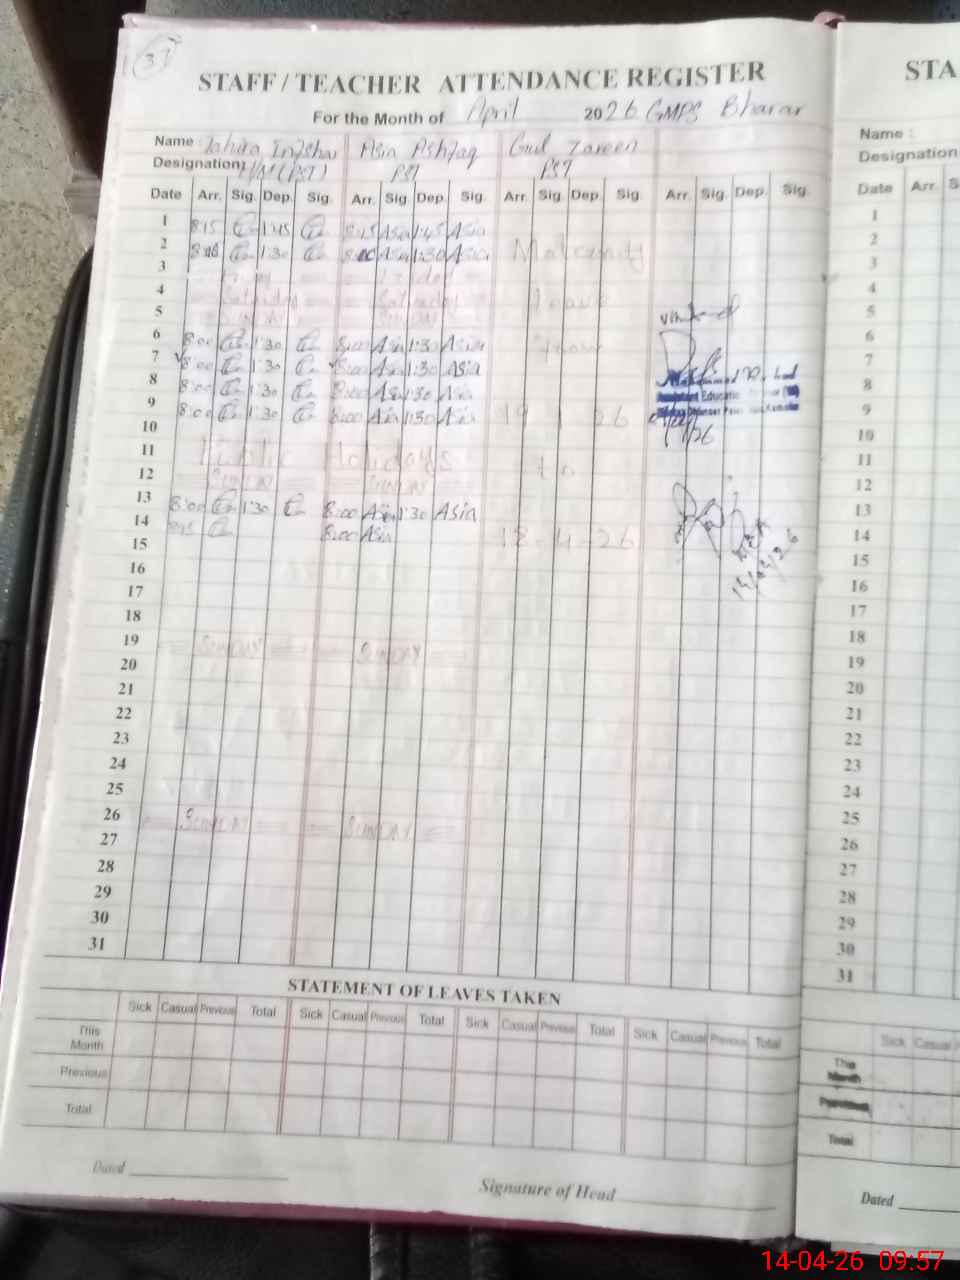 3
STAFF / TEACHER ATTENDANCE REGISTER
For the Month of April 2026 GMPS Bharar
Name : Tahira Asia Ashfaq Gul Zareen
Designation: PST PST
Date Arr. Sig. Dep. Sig. Arr. Sig. Dep. Sig. Arr. Sig. Dep. Sig. Arr. Sig. Dep. Sig.
1 8:15 1:45 8:15 Asia 1:45 Asia
2 8:00 1:30 8:00 Asia 1:30 Asia Maternity
3 Friday Friday
4 Saturday Saturday Leave
5 SUNDAY SUNDAY
6 8:00 1:30 8:00 Asia 1:30 Asia from
7 8:00 1:30 8:00 Asia 1:30 Asia
8 8:00 1:30 8:00 Asia 1:30 Asia
9 8:00 1:30 8:00 Asia 1:30 Asia 19 1 26
10
11 Public Holidays to
12 SUNDAY SUNDAY
13 8:00 1:30 8:00 Asia 1:30 Asia
14 8:00 Asia 18-4-26
15
16
17
18
19 SUNDAY SUNDAY
20
21
22
23
24
25
26 SUNDAY SUNDAY
27
28
29
30
31
STATEMENT OF LEAVES TAKEN
Sick Casual Previous Total Sick Casual Previous Total Sick Casual Previous Total Sick Casual Previous Total
This Month
Previous
Total
Dated
Signature of Head
STA
Name :
Designation
Date Arr. S
1
2
3
4
5
6
7
8
9
10
11
12
13
14
15
16
17
18
19
20
21
22
23
24
25
26
27
28
29
30
31
Sick Casual
This Month
Total
Dated
14-04-26 09:57